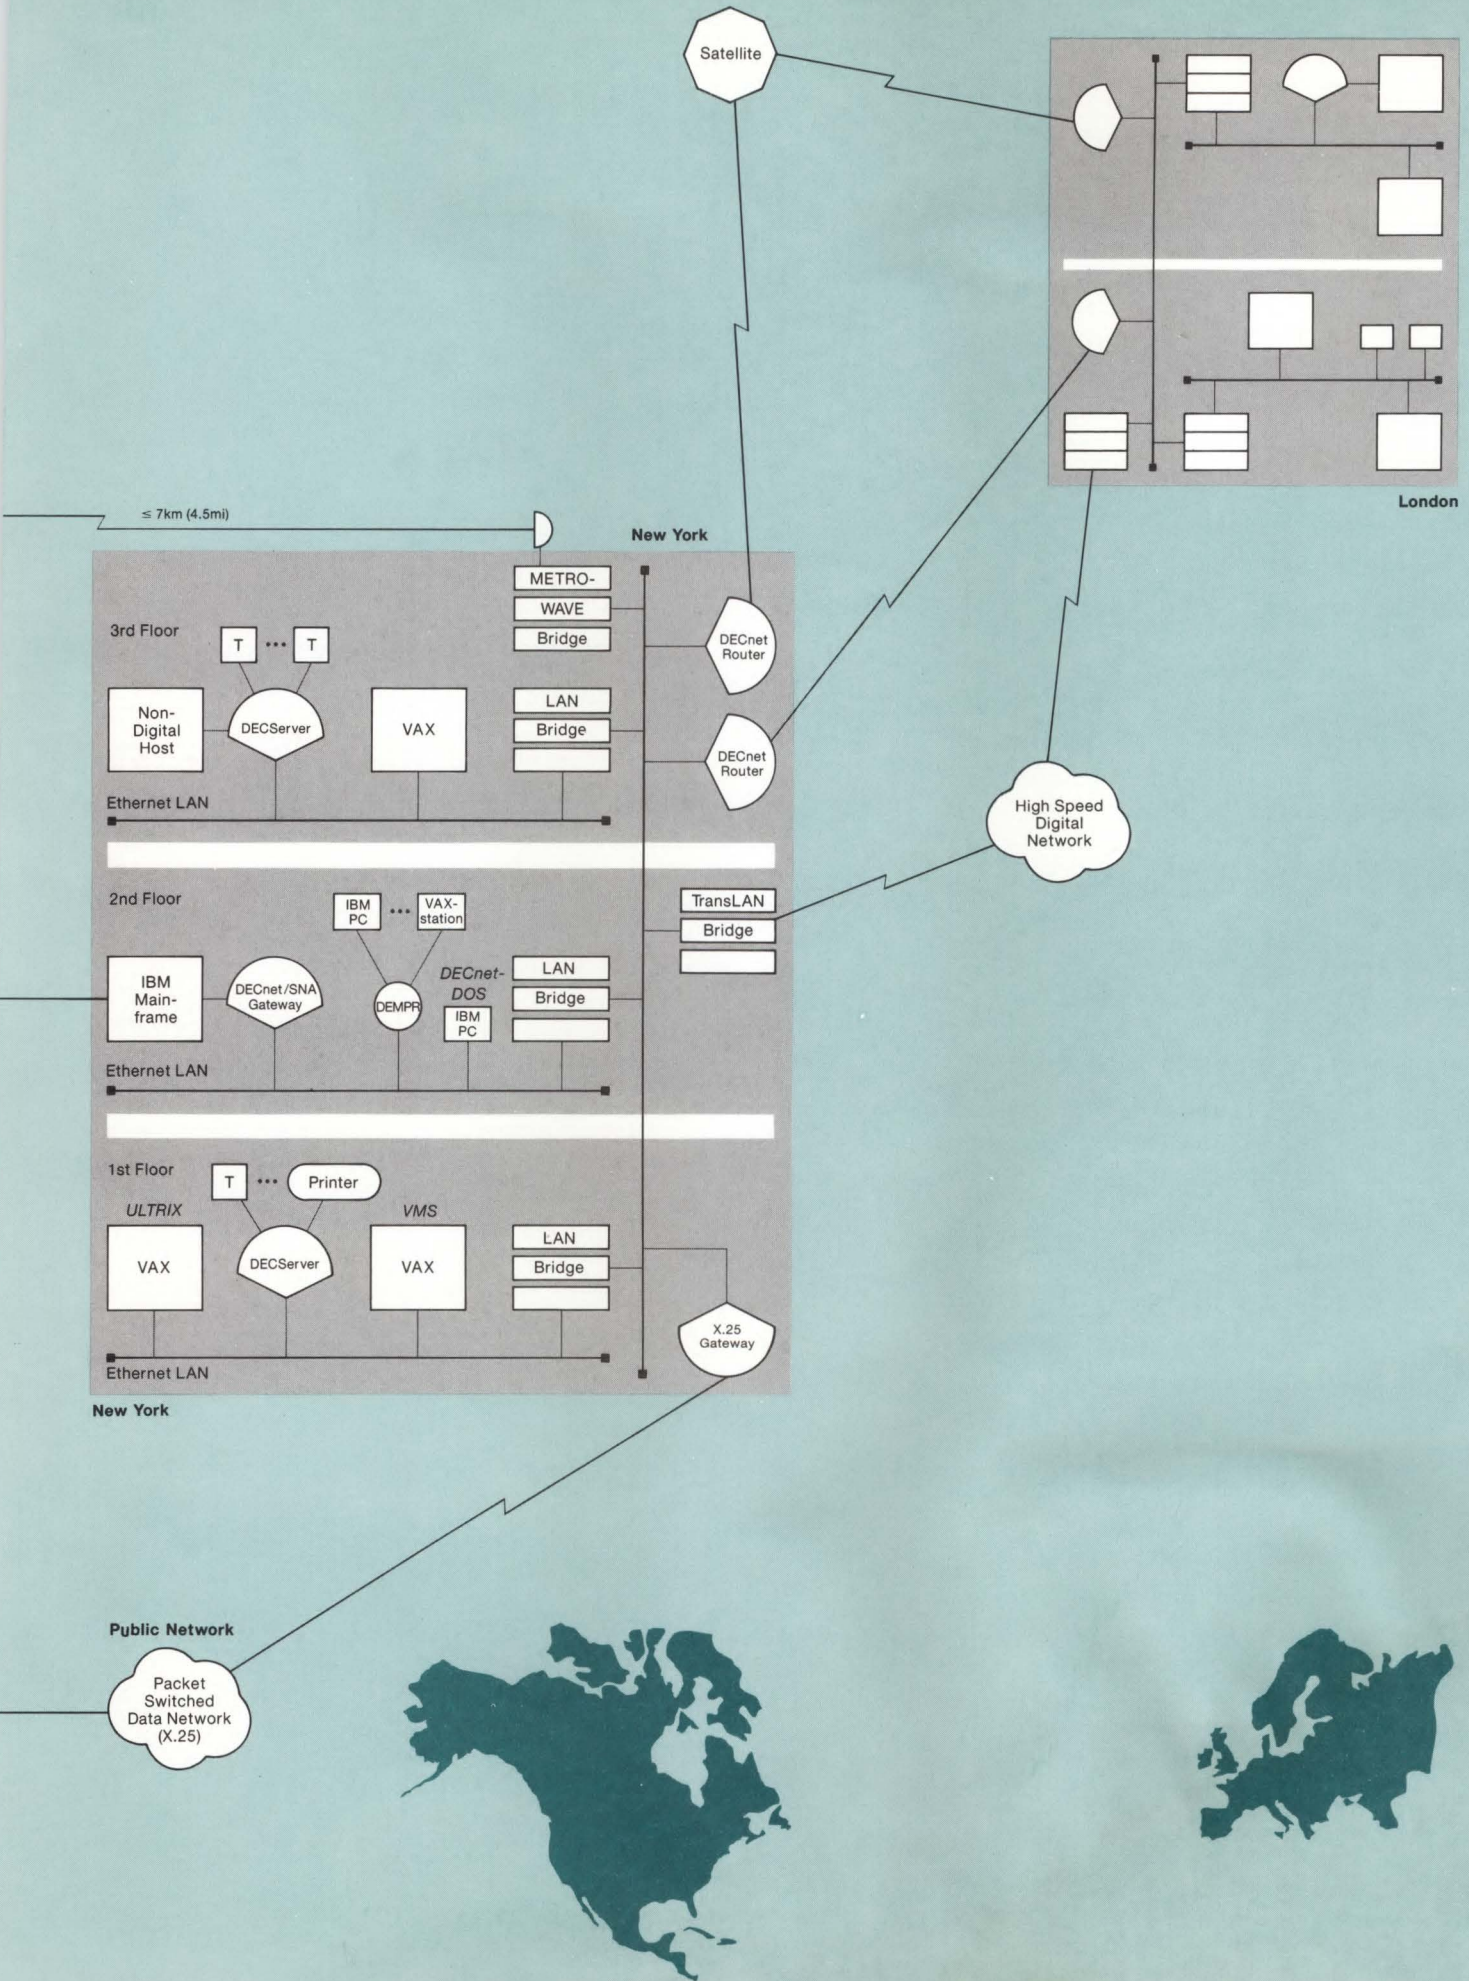 Satellite
London
≤ 7km (4.5mi)
New York
METRO-
WAVE
Bridge
3rd Floor
T ••• T
DECnet
Router
Non-
Digital
Host
DECServer
VAX
LAN
Bridge
DECnet
Router
Ethernet LAN
High Speed
Digital
Network
2nd Floor
IBM
PC
•••
VAX-
station
TransLAN
Bridge
IBM
Main-
frame
DECnet/SNA
Gateway
DEMPR
DECnet-
DOS
IBM
PC
LAN
Bridge
Ethernet LAN
1st Floor
T ••• Printer
ULTRIX
VAX
DECServer
VMS
VAX
LAN
Bridge
X.25
Gateway
Ethernet LAN
New York
Public Network
Packet
Switched
Data Network
(X.25)